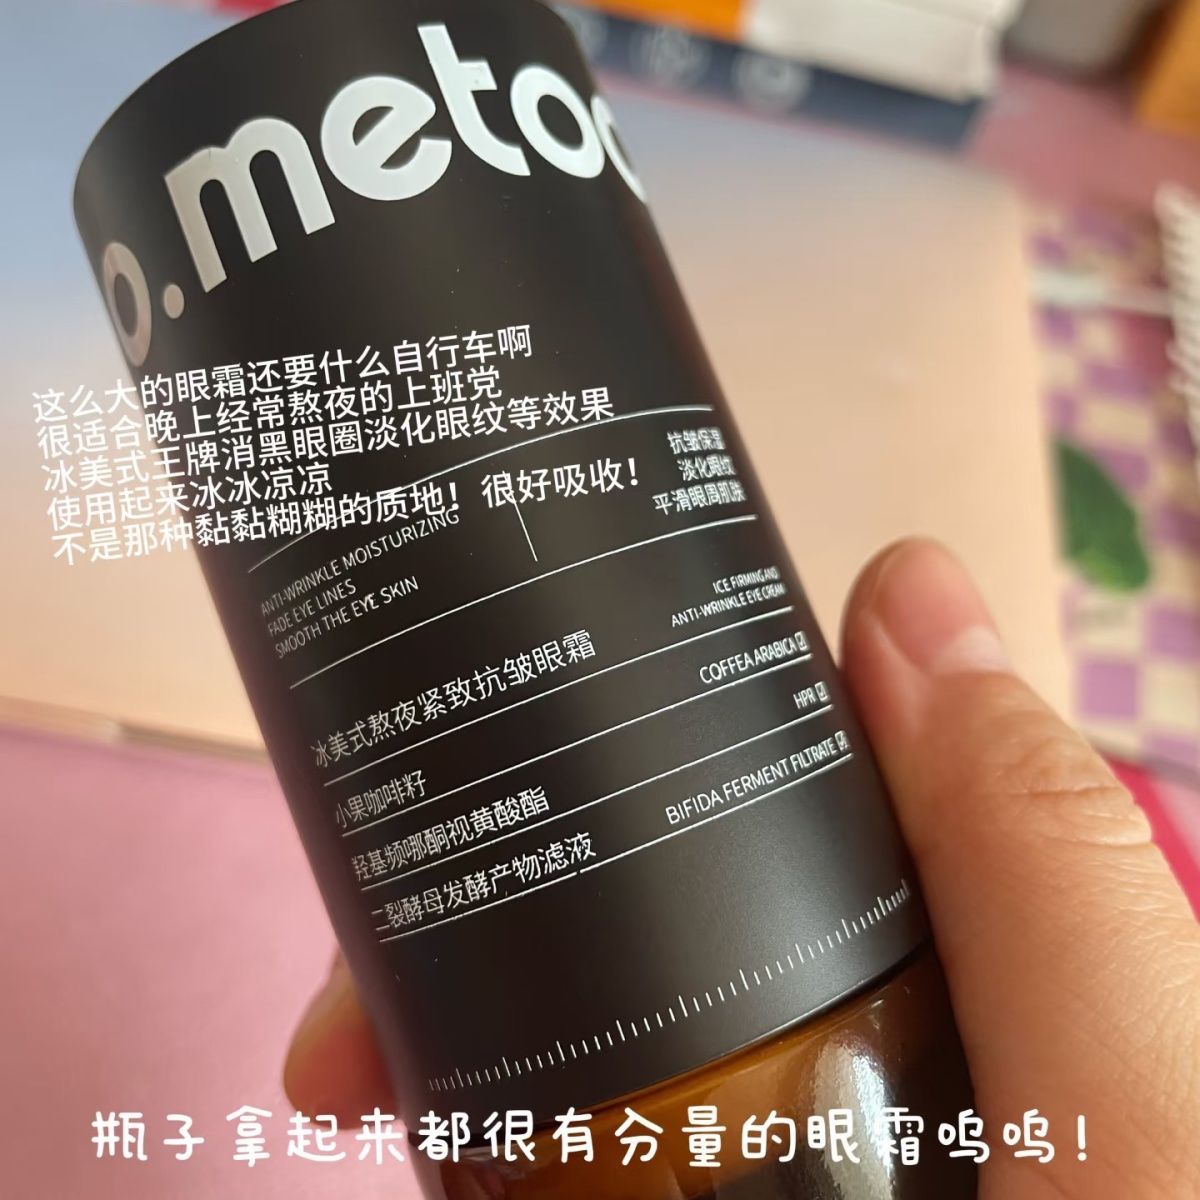 o.metoo
这么大的眼霜还要什么自行车啊
很适合晚上经常熬夜的上班党
冰美式王牌消黑眼圈淡化眼纹等效果
使用起来冰冰凉凉
不是那种黏黏糊糊的质地！很好吸收！
抗皱保湿
淡化眼纹
平滑眼周肌肤
ANTI-WRINKLE MOISTURIZING
FADE EYE LINES
SMOOTH THE EYE SKIN
ICE FIRMING AND
ANTI-WRINKLE EYE CREAM
冰美式熬夜紧致抗皱眼霜
COFFEA ARABICA
小果咖啡籽
HPR
羟基频哪酮视黄酸酯
BIFIDA FERMENT FILTRATE
二裂酵母发酵产物滤液
瓶子拿起来都很有分量的眼霜呜呜！